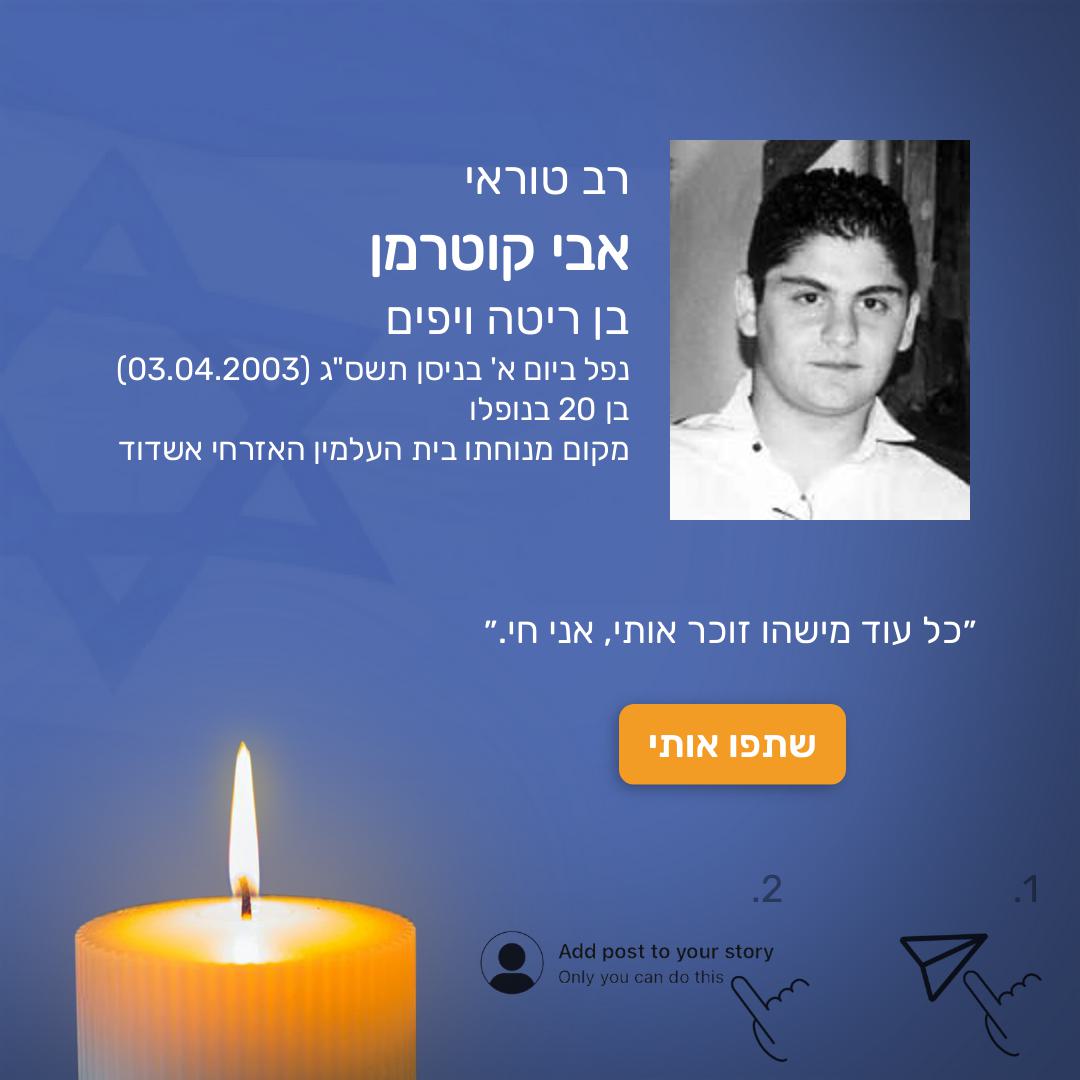 רב טוראי
אבי קוטרמן
בן ריטה ויפים
נפל ביום א' בניסן תשס"ג (03.04.2003)
בן 20 בנופלו
מקום מנוחתו בית העלמין האזרחי אשדוד
״כל עוד מישהו זוכר אותי, אני חי.״
שתפו אותי
.1
.2
Add post to your story
Only you can do this